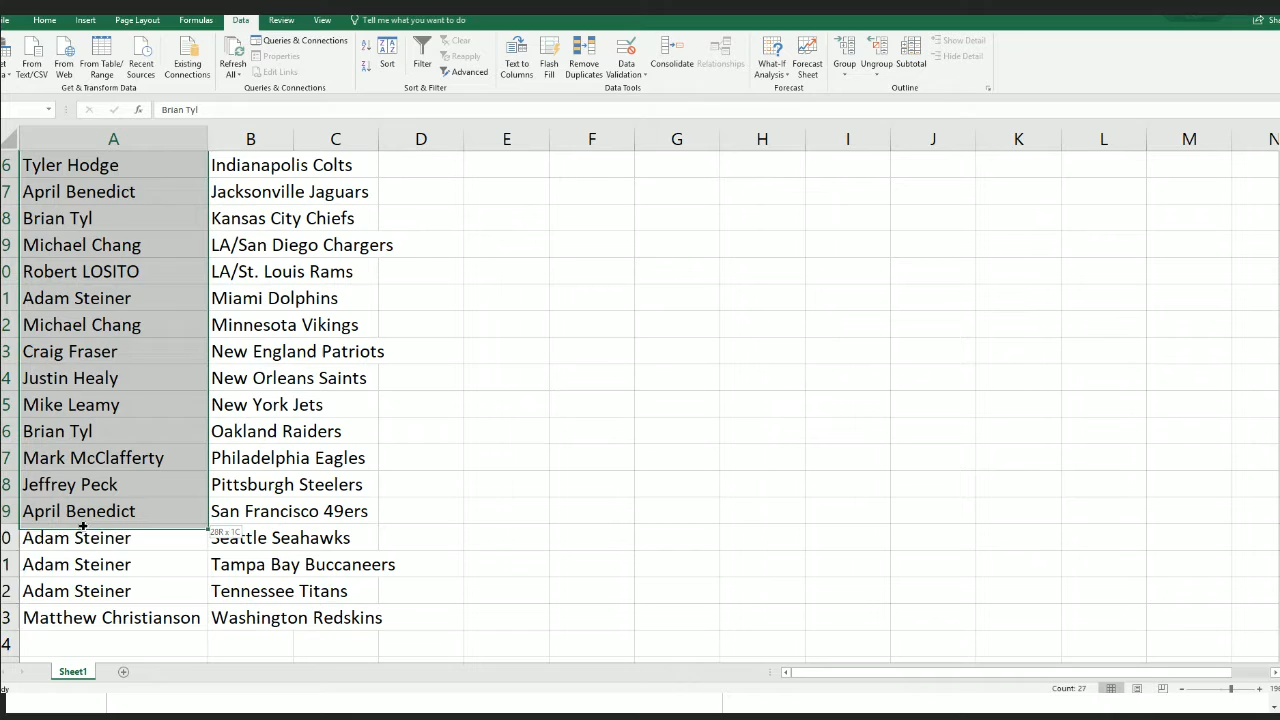 ile Home Insert Page Layout Formulas Data Review View Tell me what you want to do
From Text/CSV From Web From Table/ Range Recent Sources Existing Connections Refresh All Queries & Connections Properties Edit Links Sort Filter Clear Reapply Advanced Text to Columns Flash Fill Remove Duplicates Data Validation Consolidate Relationships What-If Analysis Forecast Sheet Group Ungroup Subtotal Show Detail Hide Detail
Get & Transform Data Queries & Connections Sort & Filter Data Tools Forecast Outline
fx Brian Tyl
A B C D E F G H I J K L M N
6 Tyler Hodge Indianapolis Colts
7 April Benedict Jacksonville Jaguars
8 Brian Tyl Kansas City Chiefs
9 Michael Chang LA/San Diego Chargers
0 Robert LOSITO LA/St. Louis Rams
1 Adam Steiner Miami Dolphins
2 Michael Chang Minnesota Vikings
3 Craig Fraser New England Patriots
4 Justin Healy New Orleans Saints
5 Mike Leamy New York Jets
6 Brian Tyl Oakland Raiders
7 Mark McClafferty Philadelphia Eagles
8 Jeffrey Peck Pittsburgh Steelers
9 April Benedict San Francisco 49ers
28R x 1C
0 Adam Steiner Seattle Seahawks
1 Adam Steiner Tampa Bay Buccaneers
2 Adam Steiner Tennessee Titans
3 Matthew Christianson Washington Redskins
4
Sheet1
dy Count: 27